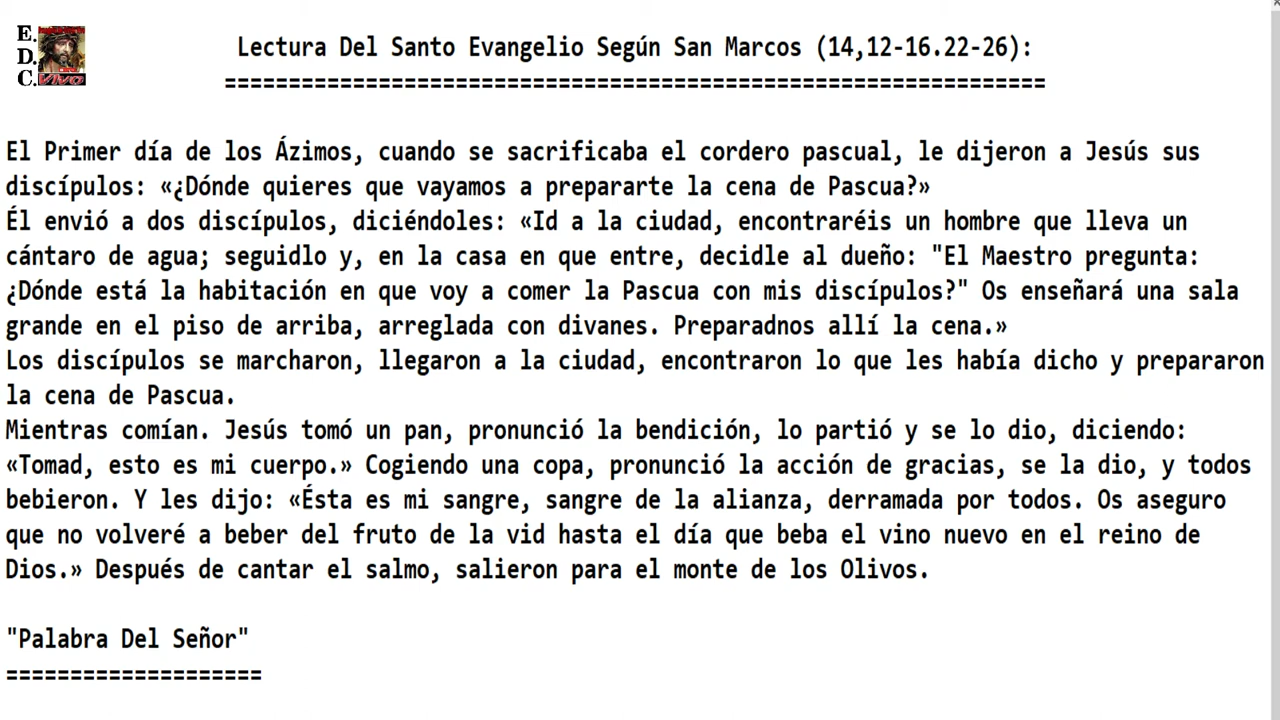 E.
D.
C.
VIVO
Lectura Del Santo Evangelio Según San Marcos (14,12-16.22-26):
================================================================
El Primer día de los Ázimos, cuando se sacrificaba el cordero pascual, le dijeron a Jesús sus
discípulos: «¿Dónde quieres que vayamos a prepararte la cena de Pascua?»
Él envió a dos discípulos, diciéndoles: «Id a la ciudad, encontraréis un hombre que lleva un
cántaro de agua; seguidlo y, en la casa en que entre, decidle al dueño: "El Maestro pregunta:
¿Dónde está la habitación en que voy a comer la Pascua con mis discípulos?" Os enseñará una sala
grande en el piso de arriba, arreglada con divanes. Preparadnos allí la cena.»
Los discípulos se marcharon, llegaron a la ciudad, encontraron lo que les había dicho y prepararon
la cena de Pascua.
Mientras comían. Jesús tomó un pan, pronunció la bendición, lo partió y se lo dio, diciendo:
«Tomad, esto es mi cuerpo.» Cogiendo una copa, pronunció la acción de gracias, se la dio, y todos
bebieron. Y les dijo: «Ésta es mi sangre, sangre de la alianza, derramada por todos. Os aseguro
que no volveré a beber del fruto de la vid hasta el día que beba el vino nuevo en el reino de
Dios.» Después de cantar el salmo, salieron para el monte de los Olivos.
"Palabra Del Señor"
====================